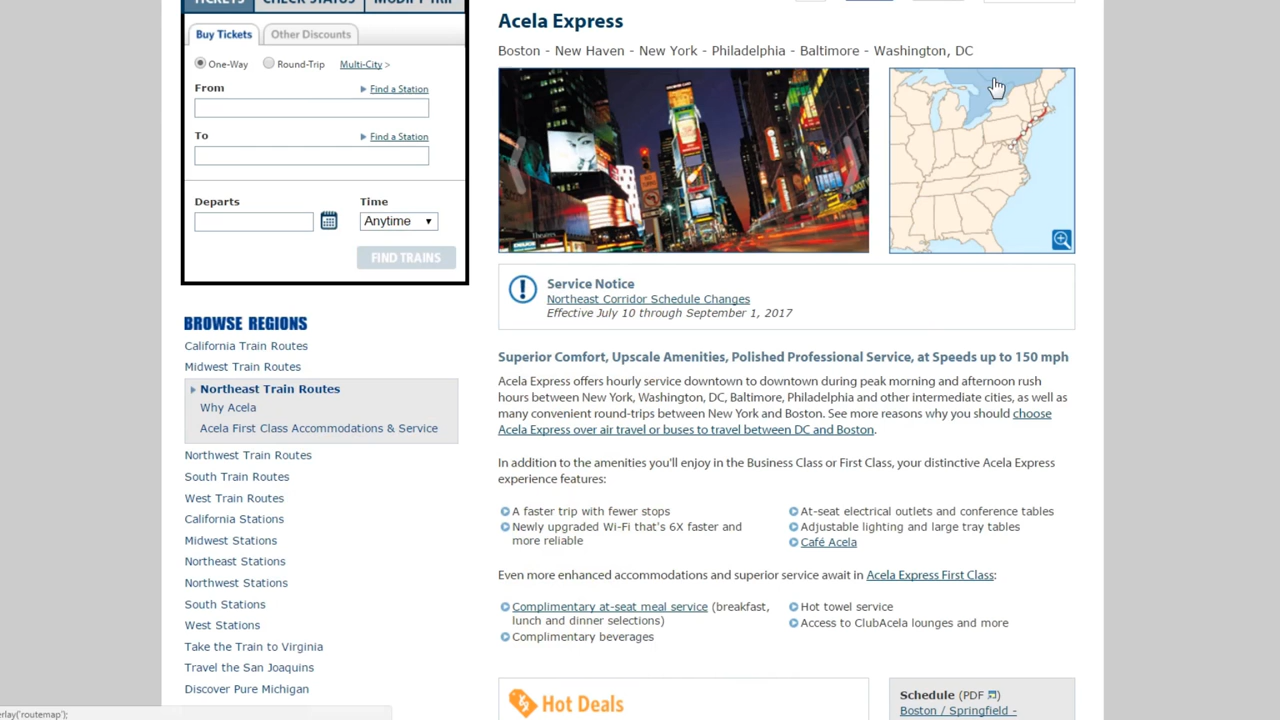 TICKETS CHECK STATUS MODIFY TRIP
Buy Tickets Other Discounts
One-Way Round-Trip Multi-City >
From Find a Station
To Find a Station
Departs Time
Anytime
FIND TRAINS
BROWSE REGIONS
California Train Routes
Midwest Train Routes
Northeast Train Routes
Why Acela
Acela First Class Accommodations & Service
Northwest Train Routes
South Train Routes
West Train Routes
California Stations
Midwest Stations
Northeast Stations
Northwest Stations
South Stations
West Stations
Take the Train to Virginia
Travel the San Joaquins
Discover Pure Michigan
erlay('routemap');
Acela Express
Boston - New Haven - New York - Philadelphia - Baltimore - Washington, DC
Service Notice
Northeast Corridor Schedule Changes
Effective July 10 through September 1, 2017
Superior Comfort, Upscale Amenities, Polished Professional Service, at Speeds up to 150 mph
Acela Express offers hourly service downtown to downtown during peak morning and afternoon rush
hours between New York, Washington, DC, Baltimore, Philadelphia and other intermediate cities, as well as
many convenient round-trips between New York and Boston. See more reasons why you should choose
Acela Express over air travel or buses to travel between DC and Boston.
In addition to the amenities you'll enjoy in the Business Class or First Class, your distinctive Acela Express
experience features:
A faster trip with fewer stops
Newly upgraded Wi-Fi that's 6X faster and
more reliable
At-seat electrical outlets and conference tables
Adjustable lighting and large tray tables
Café Acela
Even more enhanced accommodations and superior service await in Acela Express First Class:
Complimentary at-seat meal service (breakfast,
lunch and dinner selections)
Complimentary beverages
Hot towel service
Access to ClubAcela lounges and more
Hot Deals
Schedule (PDF)
Boston / Springfield -